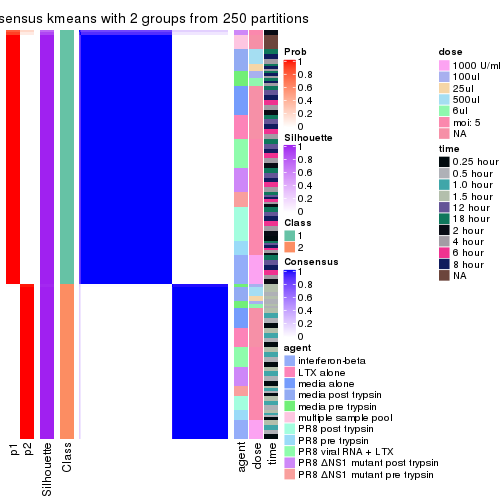 sensus kmeans with 2 groups from 250 partitions
p1
p2
Silhouette
Class
agent
dose
time
Prob
1
0.8
0.6
0.4
0.2
0
Silhouette
1
0.8
0.6
0.4
0.2
0
Class
1
2
Consensus
1
0.8
0.6
0.4
0.2
0
agent
interferon-beta
LTX alone
media alone
media post trypsin
media pre trypsin
multiple sample pool
PR8 post trypsin
PR8 pre trypsin
PR8 viral RNA + LTX
PR8 ΔNS1 mutant post trypsin
PR8 ΔNS1 mutant pre trypsin
dose
1000 U/ml
100ul
25ul
500ul
6ul
moi: 5
NA
time
0.25 hour
0.5 hour
1.0 hour
1.5 hour
12 hour
18 hour
2 hour
4 hour
6 hour
8 hour
NA